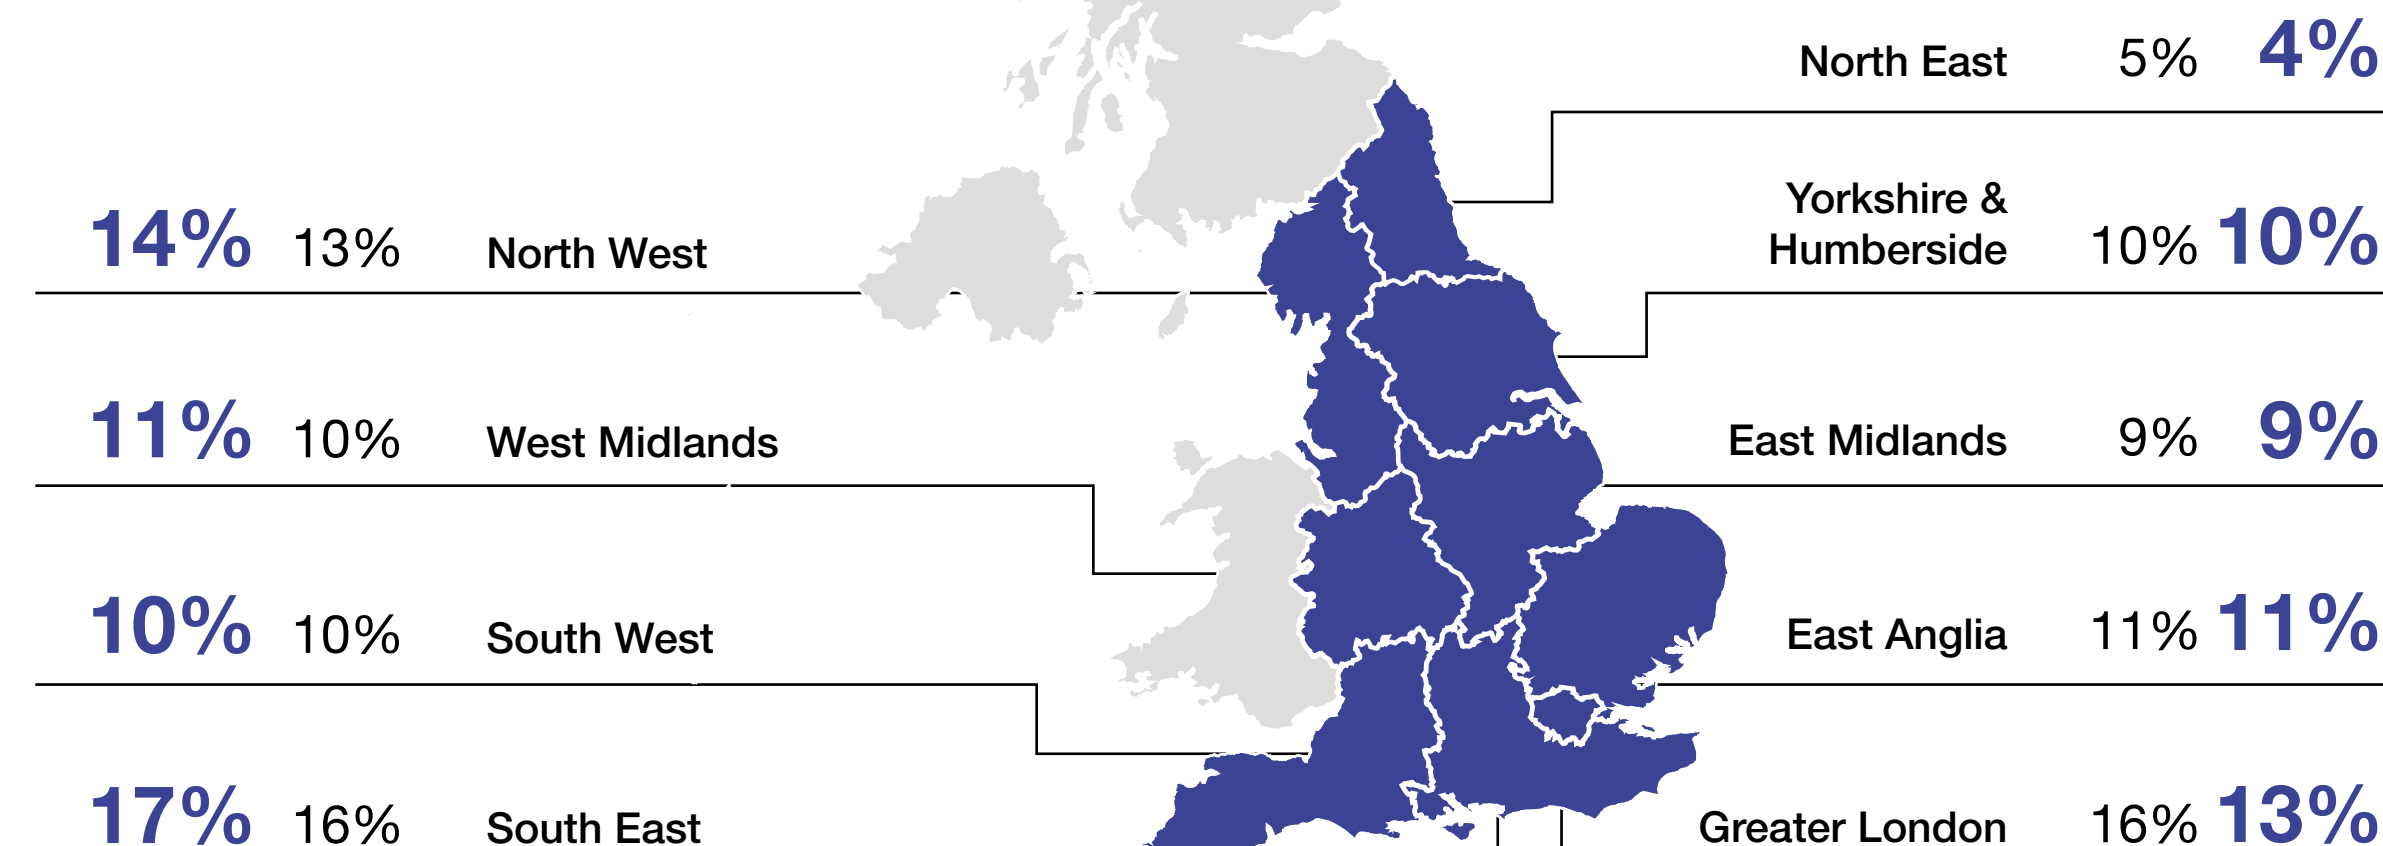 North East 5% 4%
14% 13% North West
Yorkshire &
Humberside 10% 10%
11% 10% West Midlands
East Midlands 9% 9%
10% 10% South West
East Anglia 11% 11%
17% 16% South East
Greater London 16% 13%